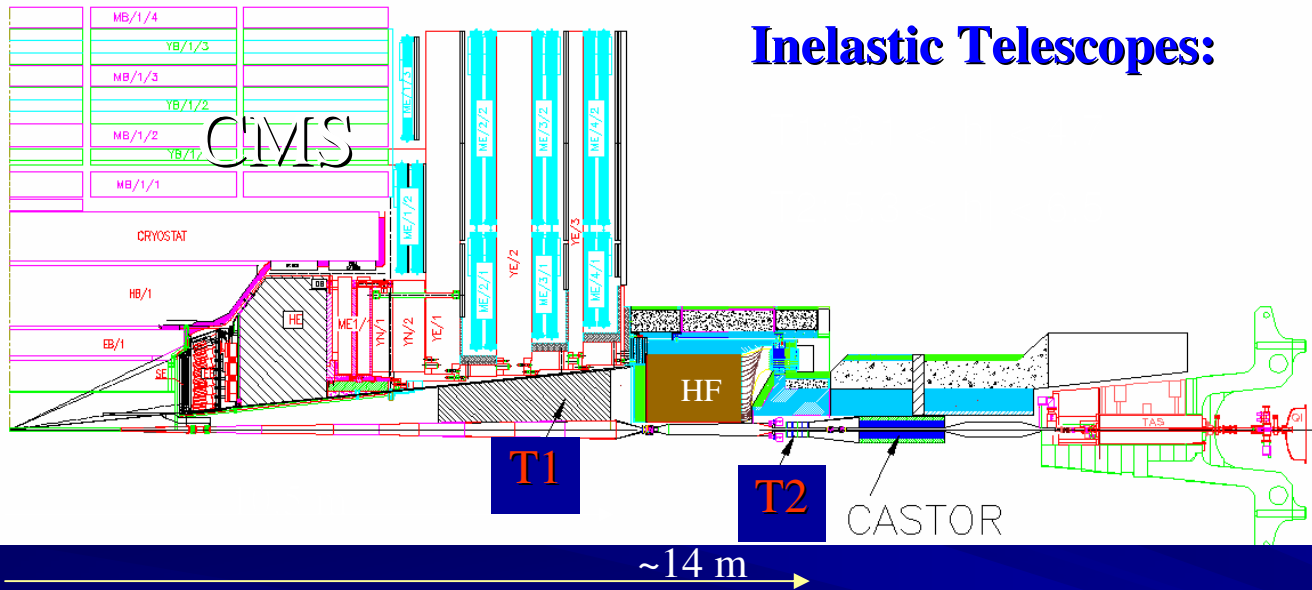 Inelastic Telescopes:
MB/1/4
YB/1/3
MB/1/3
YB/1/2
CMS
MB/1/2
YB/1/
MB/1/1
CRYOSTAT
HB/1
EB/1
SE
HE
ME1/1
YN/1
YN/2
YE/1
ME/1/3
ME/1/2
ME/2/2
ME/2/1
YE/2
ME/3/2
ME/3/1
YE/3
ME/4/2
ME/4/1
HF
TAS
T1
T2
CASTOR
~14 m